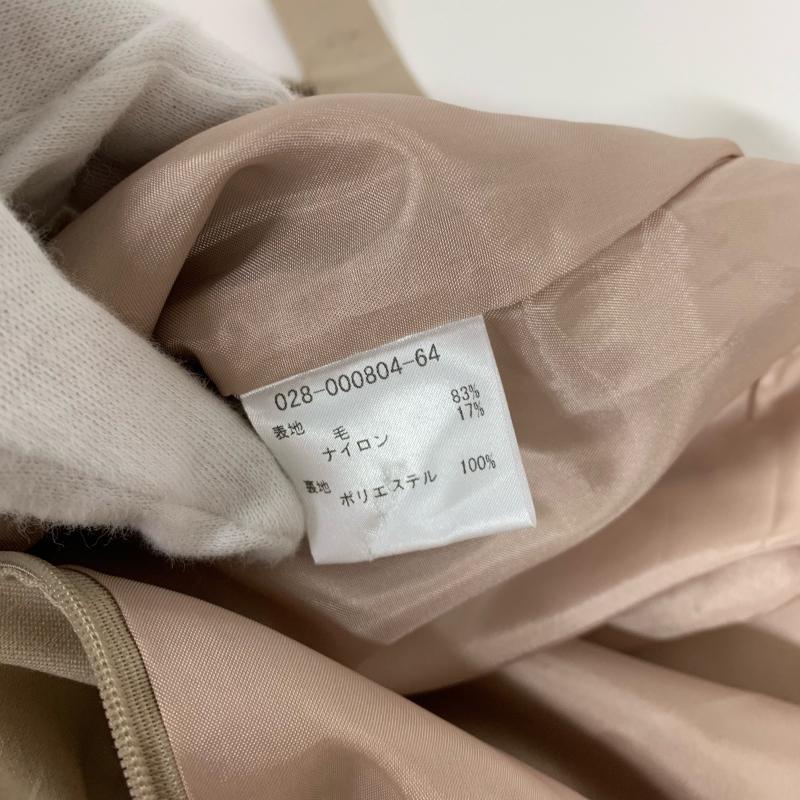 028-000804-64
表地 毛 83%
ナイロン 17%
裏地 ポリエステル 100%